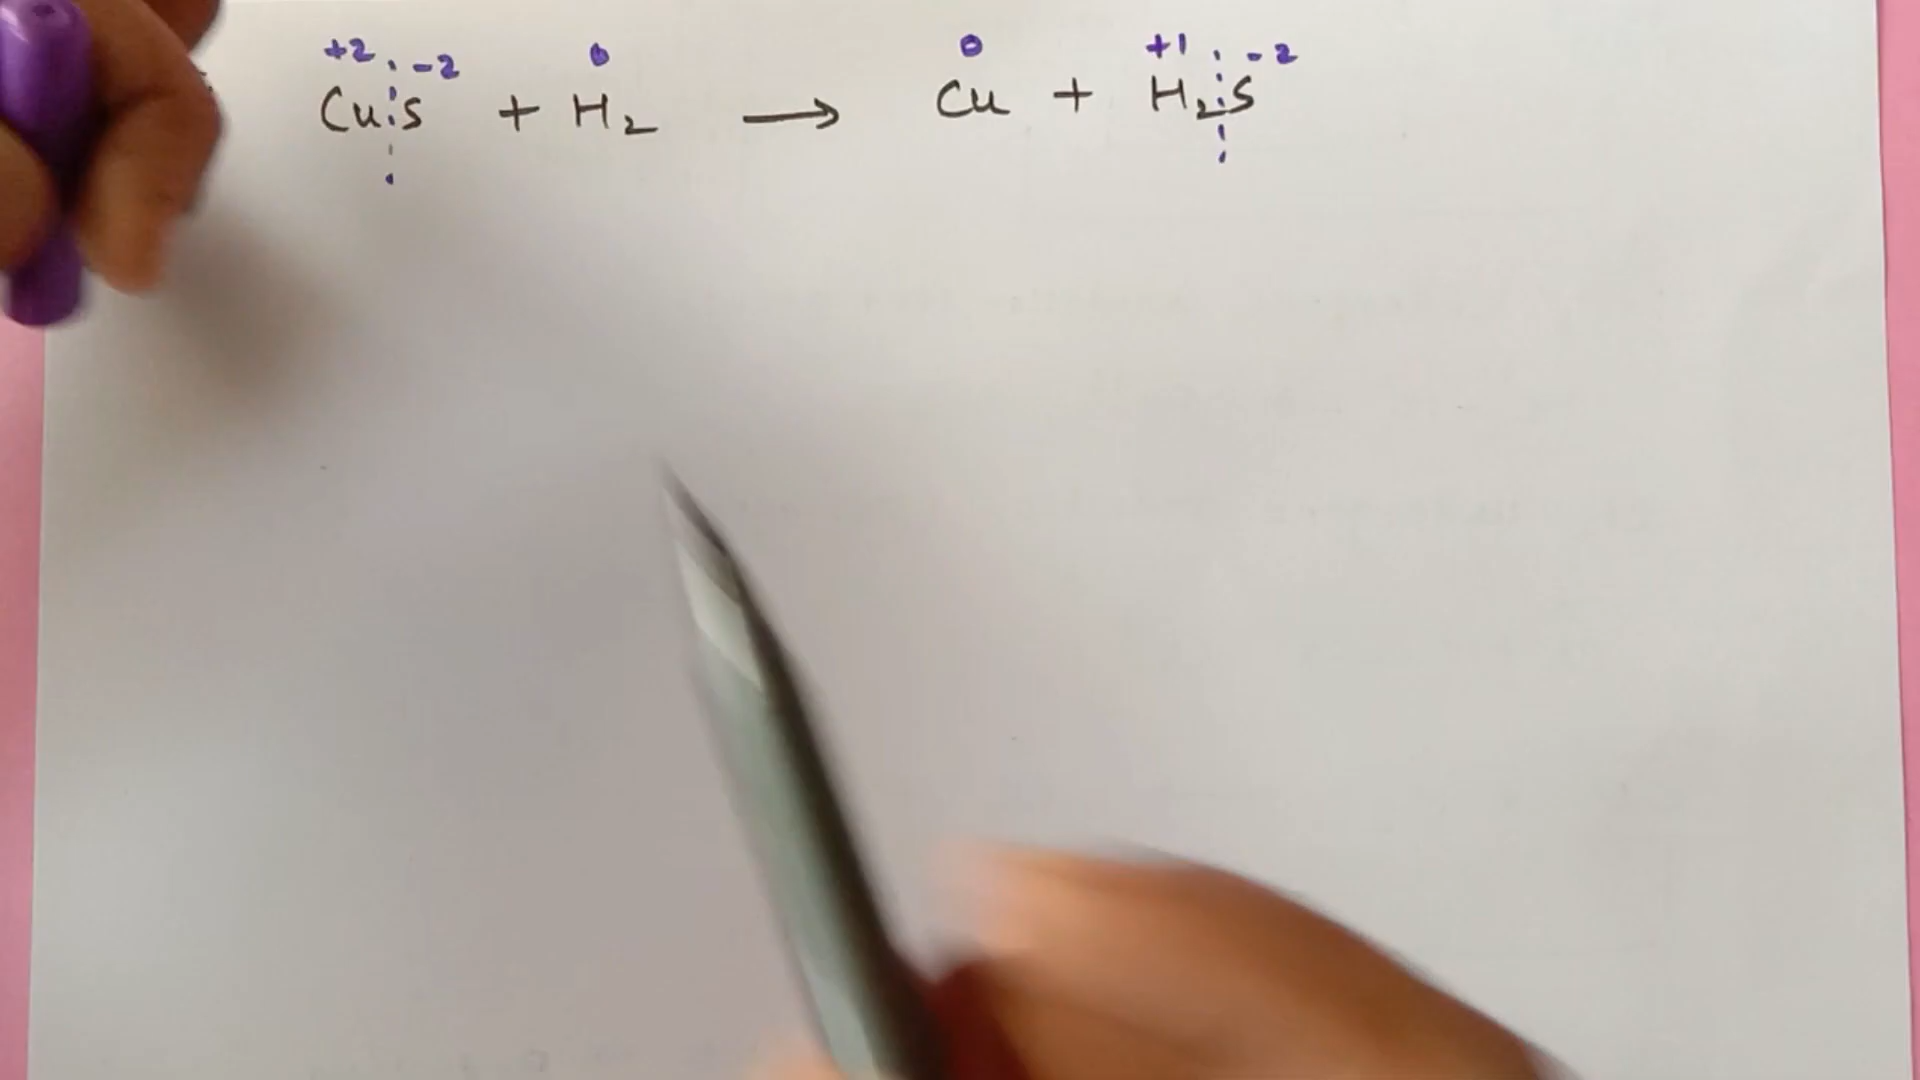 +2 -2 0 0 +1 -2
CuS + H₂ → Cu + H₂S